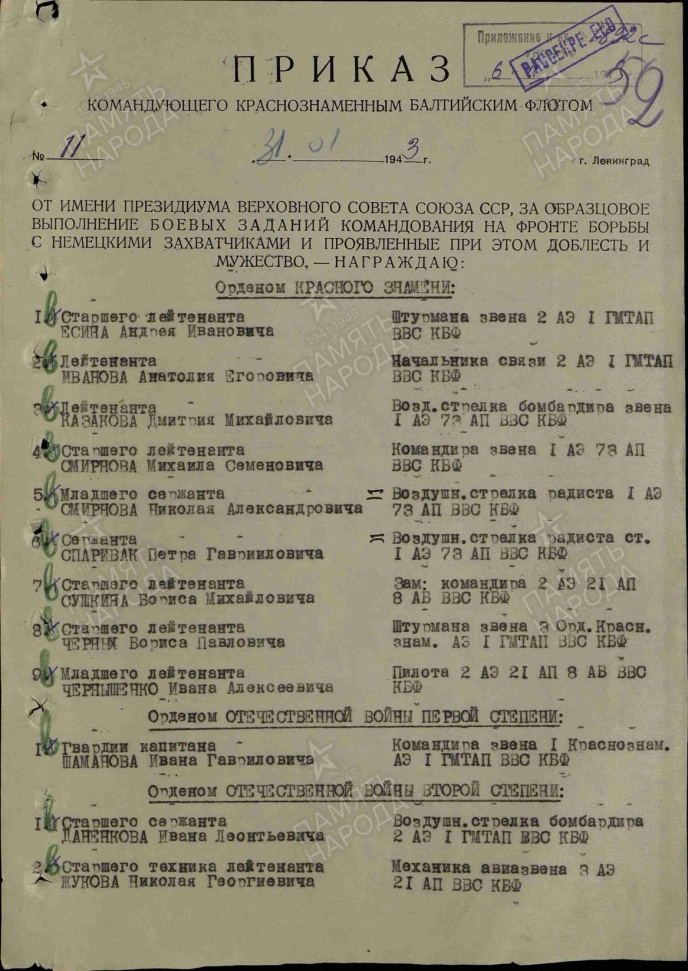 Приложение
РАССЕКРЕЧЕНО
892с
52
ПРИКАЗ
КОМАНДУЮЩЕГО КРАСНОЗНАМЕННЫМ БАЛТИЙСКИМ ФЛОТОМ
№ 11 31. 01 1943 г. г. Ленинград
ОТ ИМЕНИ ПРЕЗИДИУМА ВЕРХОВНОГО СОВЕТА СОЮЗА ССР, ЗА ОБРАЗЦОВОЕ
ВЫПОЛНЕНИЕ БОЕВЫХ ЗАДАНИЙ КОМАНДОВАНИЯ НА ФРОНТЕ БОРЬБЫ
С НЕМЕЦКИМИ ЗАХВАТЧИКАМИ И ПРОЯВЛЕННЫЕ ПРИ ЭТОМ ДОБЛЕСТЬ И
МУЖЕСТВО, — НАГРАЖДАЮ:
Орденом КРАСНОГО ЗНАМЕНИ:
1. Старшего лейтенанта - Штурмана звена 2 АЭ I ГМТАП
ЕСИНА Андрея Ивановича ВВС КБФ
2. Лейтенанта - Начальника связи 2 АЭ I ГМТАП
ИВАНОВА Анатолия Егоровича ВВС КБФ
3. Лейтенанта - Возд.стрелка бомбардира звена
КАЗАКОВА Дмитрия Михайловича I АЭ 73 АП ВВС КБФ
4. Старшего лейтенанта - Командира звена I АЭ 73 АП
СМИРНОВА Михаила Семеновича ВВС КБФ
5. Младшего сержанта = Воздушн.стрелка радиста I АЭ
СМИРНОВА Николая Александровича 73 АП ВВС КБФ
6. Сержанта = Воздушн.стрелка радиста ст.
СПАРИВАК Петра Гаврииловича I АЭ 73 АП ВВС КБФ
7. Старшего лейтенанта - Зам: командира 2 АЭ 21 АП
СУШКИНА Бориса Михайловича 8 АБ ВВС КБФ
8. Старшего лейтенанта - Штурмана звена 3 Орд.Красн.
ЧЕРНЫХ Бориса Павловича знам. АЭ I ГМТАП ВВС КБФ
9. Младшего лейтенанта - Пилота 2 АЭ 21 АП 8 АБ ВВС
ЧЕРНЫШЕНКО Ивана Алексеевича КБФ
Орденом ОТЕЧЕСТВЕННОЙ ВОЙНЫ ПЕРВОЙ СТЕПЕНИ:
1. Гвардии капитана - Командира звена I Краснознам.
ШАМАНОВА Ивана Гавриловича АЭ I ГМТАП ВВС КБФ
Орденом ОТЕЧЕСТВЕННОЙ ВОЙНЫ ВТОРОЙ СТЕПЕНИ:
1. Старшего сержанта - Воздушн.стрелка бомбардира
ДАНЕНКОВА Ивана Леонтьевича 2 АЭ I ГМТАП ВВС КБФ
2. Старшего техника лейтенанта - Механика авиазвена 3 АЭ
ЖУКОВА Николая Георгиевича 21 АП ВВС КБФ
ПАМЯТЬ НАРОДА